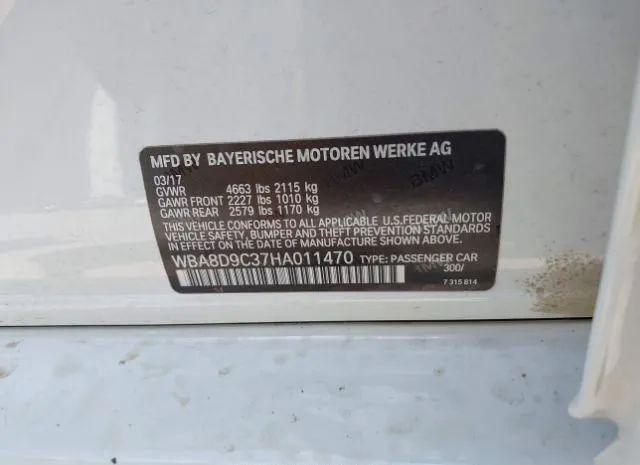 MFD BY BAYERISCHE MOTOREN WERKE AG
03/17
GVWR 4663 lbs 2115 kg
GAWR FRONT 2227 lbs 1010 kg
GAWR REAR 2579 lbs 1170 kg
THIS VEHICLE CONFORMS TO ALL APPLICABLE U.S.FEDERAL MOTOR
VEHICLE SAFETY, BUMPER AND THEFT PREVENTION STANDARDS
IN EFFECT ON THE DATE OF MANUFACTURE SHOWN ABOVE.
WBA8D9C37HA011470 TYPE: PASSENGER CAR
300/
7 315 814